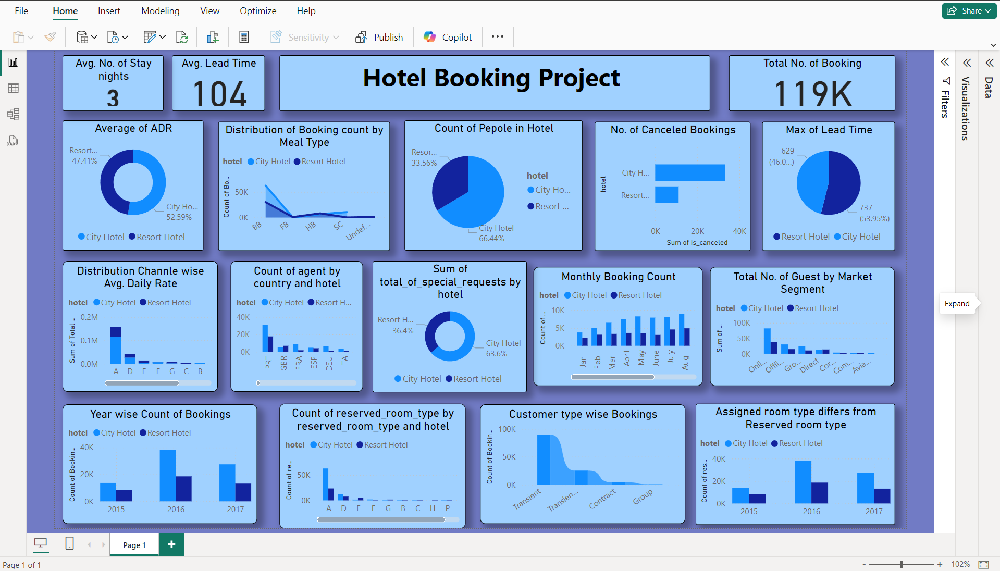 File
Home
Insert
Modeling
View
Optimize
Help
Share
Sensitivity
Publish
Copilot
Avg. No. of Stay
nights
3
Avg. Lead Time
104
Hotel Booking Project
Total No. of Booking
119K
Filters
Visualizations
Data
DAX
Average of ADR
Resort...
47.41%
City Ho...
52.59%
City Hotel
Resort Hotel
Distribution of Booking count by
Meal Type
hotel City Hotel Resort Hotel
Count of Bo...
50K
0K
BB
FB
HB
SC
Undef...
Count of Pepole in Hotel
Resor...
33.56%
City Hotel
66.44%
hotel
City Ho...
Resort ...
No. of Canceled Bookings
hotel
City H...
Resort...
0K
20K
40K
Sum of is_canceled
Max of Lead Time
629
(46.0...)
737
(53.95%)
Resort Hotel
City Hotel
Distribution Channle wise
Avg. Daily Rate
hotel City Hotel Resort Hotel
Sum of Total ...
0.2M
0.1M
0.0M
A
D
E
F
G
C
B
Count of agent by
country and hotel
hotel City Hotel Resort H...
40K
20K
0K
PRT
GBR
FRA
ESP
DEU
ITA
Sum of
total_of_special_requests by
hotel
Resort H...
36.4%
City Hotel
63.6%
City Hotel
Resort Hotel
Monthly Booking Count
hotel City Hotel Resort Hotel
Count of ...
10K
5K
0K
Jan...
Feb...
Mar...
April
May
June
July
Aug...
Total No. of Guest by Market
Segment
hotel City Hotel Resort Hotel
Sum of ...
100K
50K
0K
Onli...
Offli...
Gro...
Direct
Cor...
Com...
Avia...
Expand
Year wise Count of Bookings
hotel City Hotel Resort Hotel
Count of Bookin...
40K
20K
0K
2015
2016
2017
Count of reserved_room_type by
reserved_room_type and hotel
hotel City Hotel Resort Hotel
Count of re...
50K
0K
A
D
E
F
G
B
C
H
P
Customer type wise Bookings
Count of Bookin...
100K
50K
0K
Transient
Transien...
Contract
Group
Assigned room type differs from
Reserved room type
hotel City Hotel Resort Hotel
Count of res...
40K
20K
0K
2015
2016
2017
Page 1
Page 1 of 1
102%